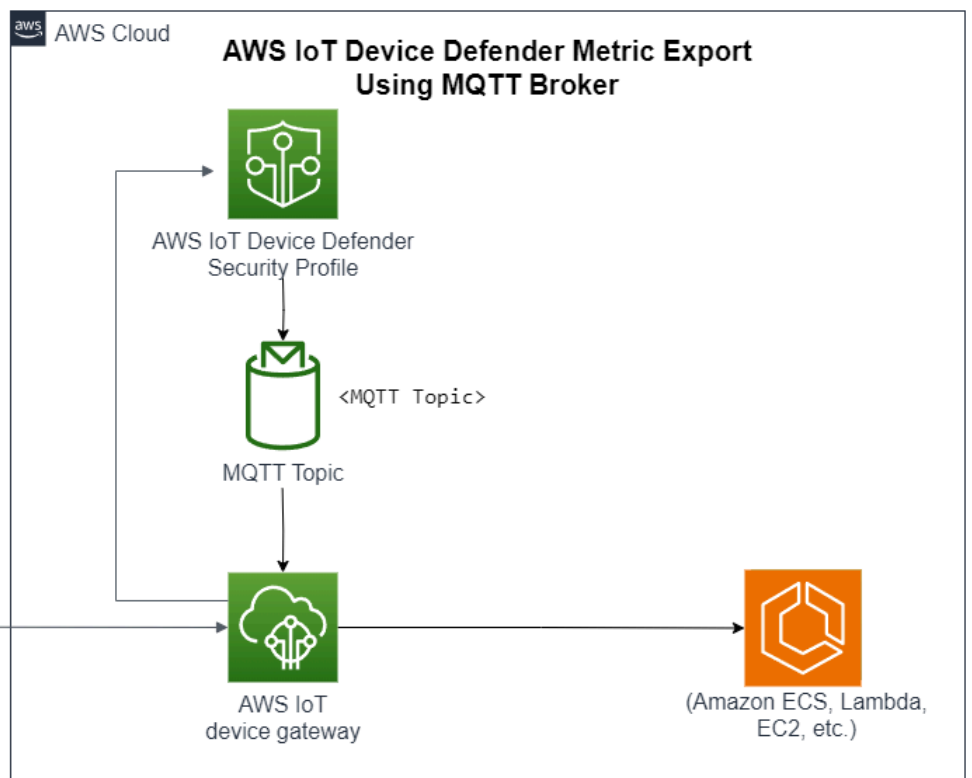 aws
AWS Cloud
AWS IoT Device Defender Metric Export
Using MQTT Broker
AWS IoT Device Defender
Security Profile
<MQTT Topic>
MQTT Topic
AWS IoT
device gateway
(Amazon ECS, Lambda,
EC2, etc.)